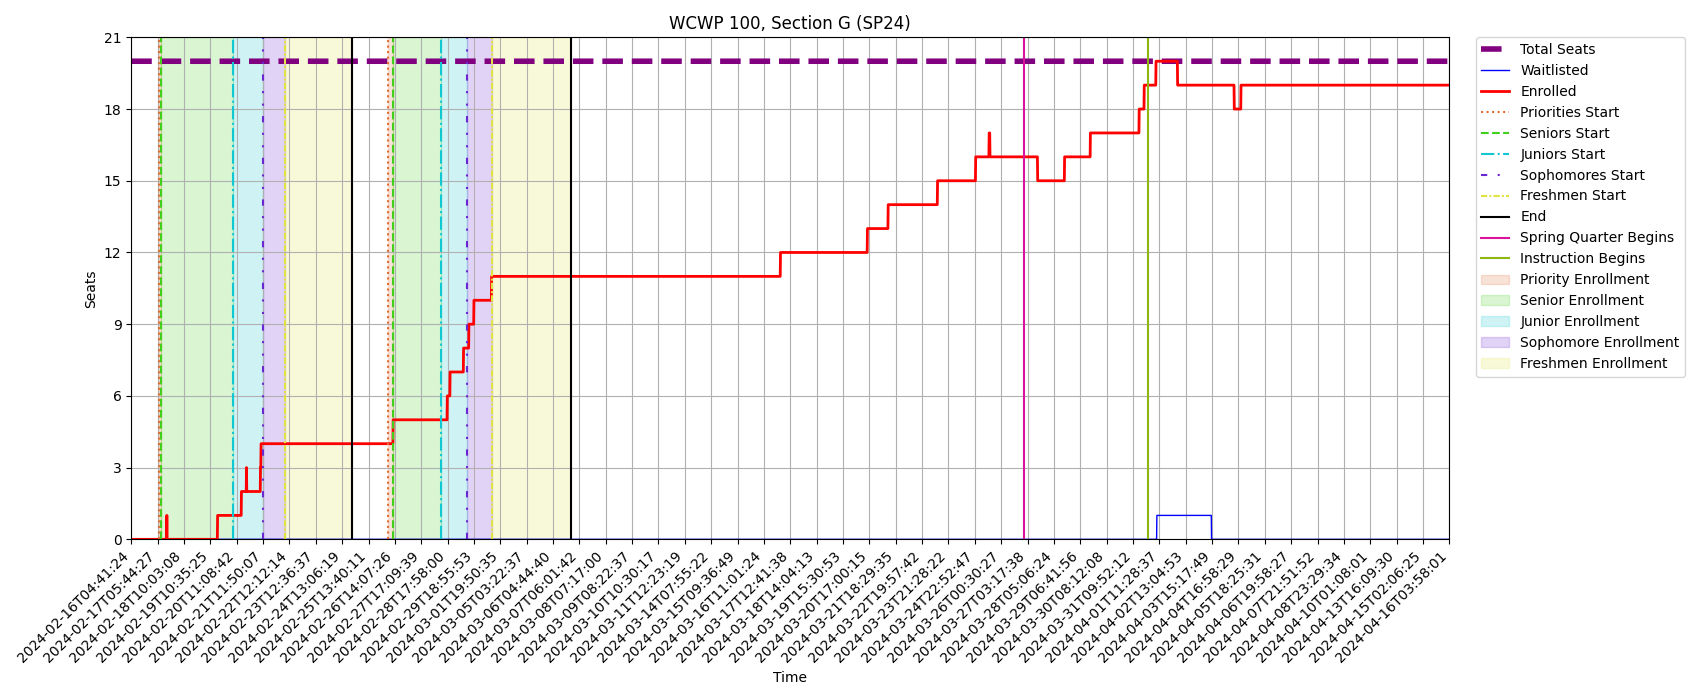 WCWP 100, Section G (SP24)
Seats
21
18
15
12
9
6
3
0
2024-02-16T04:41:24
2024-02-17T05:44:27
2024-02-18T10:03:08
2024-02-19T10:35:25
2024-02-20T11:08:42
2024-02-21T11:50:07
2024-02-22T12:12:14
2024-02-23T12:36:37
2024-02-24T13:06:19
2024-02-25T13:40:11
2024-02-26T14:07:26
2024-02-27T17:09:39
2024-02-28T17:58:00
2024-02-29T18:55:53
2024-03-01T19:50:35
2024-03-05T03:22:37
2024-03-06T04:44:40
2024-03-07T06:01:42
2024-03-08T07:17:00
2024-03-09T08:22:37
2024-03-10T10:30:17
2024-03-11T12:23:19
2024-03-14T07:55:22
2024-03-15T09:36:49
2024-03-16T11:01:24
2024-03-17T12:41:38
2024-03-18T14:04:13
2024-03-19T15:30:53
2024-03-20T17:00:15
2024-03-21T18:29:35
2024-03-22T19:57:42
2024-03-23T21:28:22
2024-03-24T22:52:47
2024-03-26T00:30:27
2024-03-27T03:17:38
2024-03-28T05:06:24
2024-03-29T06:41:56
2024-03-30T08:12:08
2024-03-31T09:52:12
2024-04-01T11:28:37
2024-04-02T13:04:53
2024-04-03T15:17:49
2024-04-04T16:58:29
2024-04-05T18:25:31
2024-04-06T19:58:27
2024-04-07T21:51:52
2024-04-08T23:29:34
2024-04-10T01:08:01
2024-04-13T16:09:30
2024-04-15T02:06:25
2024-04-16T03:58:01
Time
Total Seats
Waitlisted
Enrolled
Priorities Start
Seniors Start
Juniors Start
Sophomores Start
Freshmen Start
End
Spring Quarter Begins
Instruction Begins
Priority Enrollment
Senior Enrollment
Junior Enrollment
Sophomore Enrollment
Freshmen Enrollment